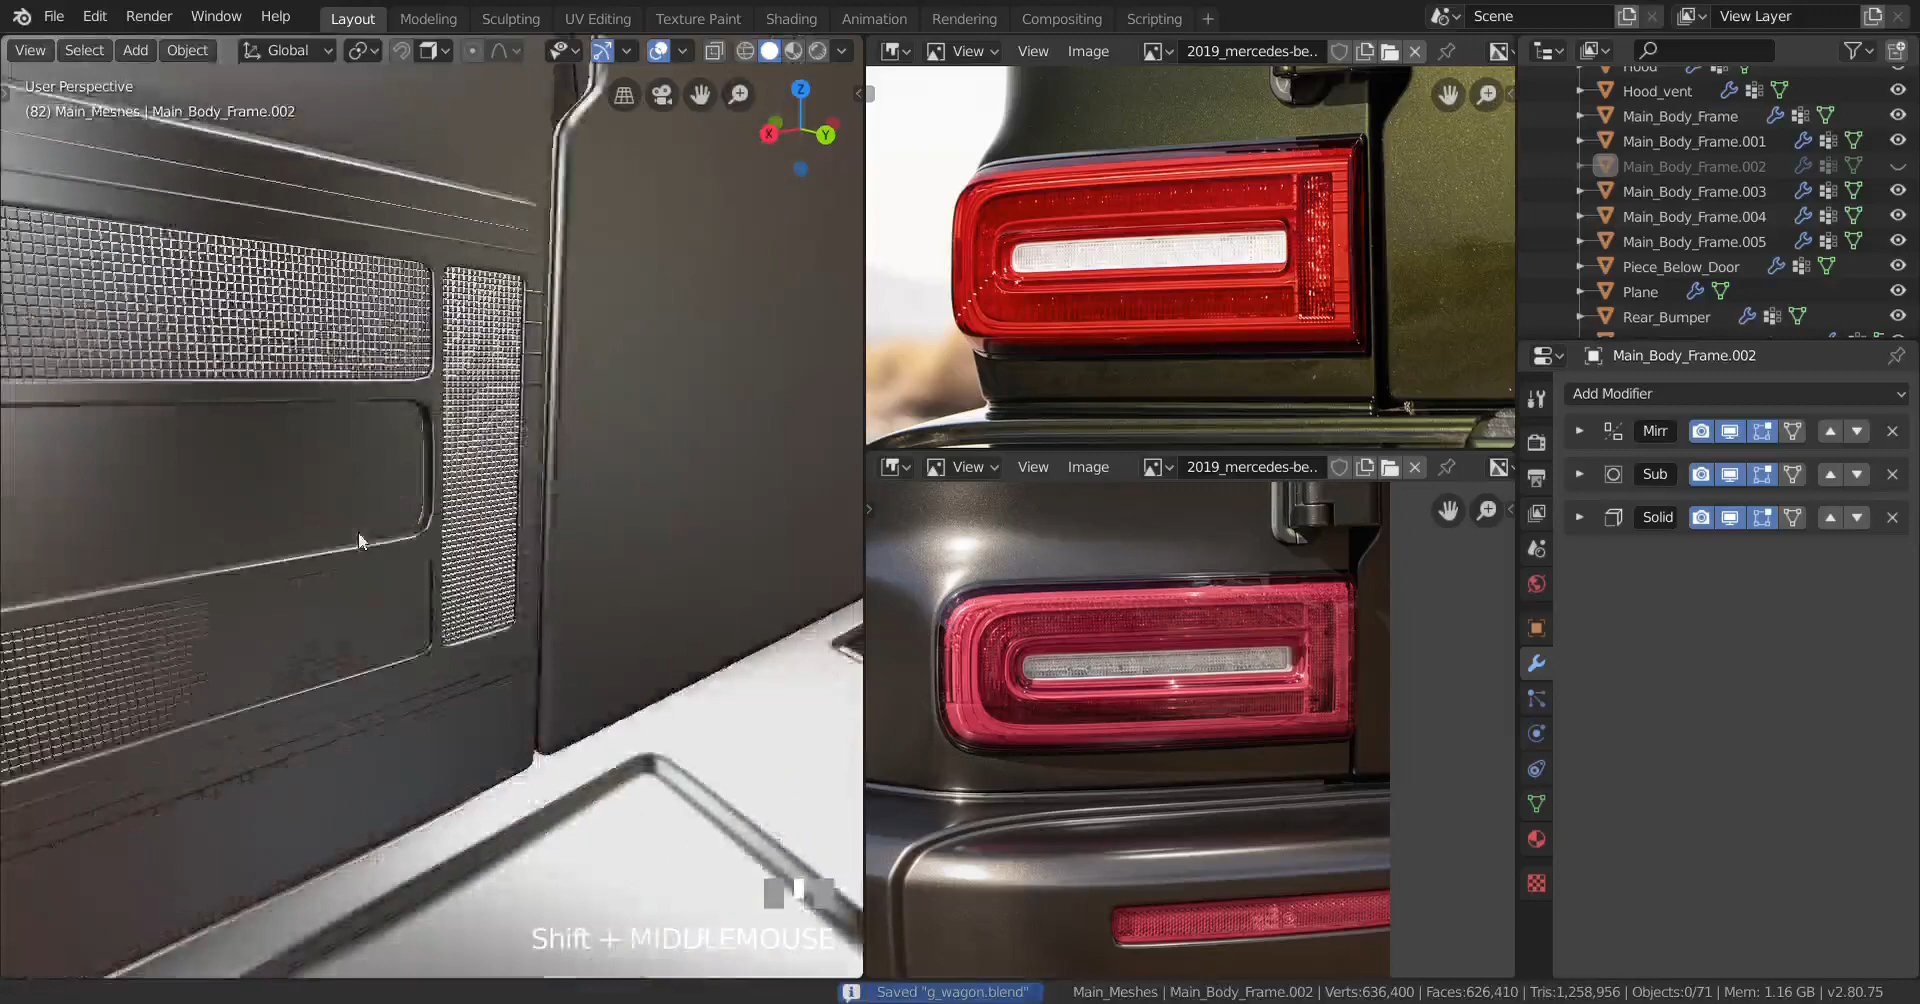 File Edit Render Window Help Layout Modeling Sculpting UV Editing Texture Paint Shading Animation Rendering Compositing Scripting + Scene View Layer
View Select Add Object Global View View Image 2019_mercedes-be..
User Perspective
(82) Main_Meshes | Main_Body_Frame.002
Z
X
Y
Hood
Hood_vent
Main_Body_Frame
Main_Body_Frame.001
Main_Body_Frame.002
Main_Body_Frame.003
Main_Body_Frame.004
Main_Body_Frame.005
Piece_Below_Door
Plane
Rear_Bumper
Main_Body_Frame.002
Add Modifier
Mirr
Sub
Solid
View View Image 2019_mercedes-be..
Shift + MIDDLEMOUSE
Saved "g_wagon.blend"
Main_Meshes | Main_Body_Frame.002 | Verts:636,400 | Faces:626,410 | Tris:1,258,956 | Objects:0/71 | Mem: 1.16 GB | v2.80.75